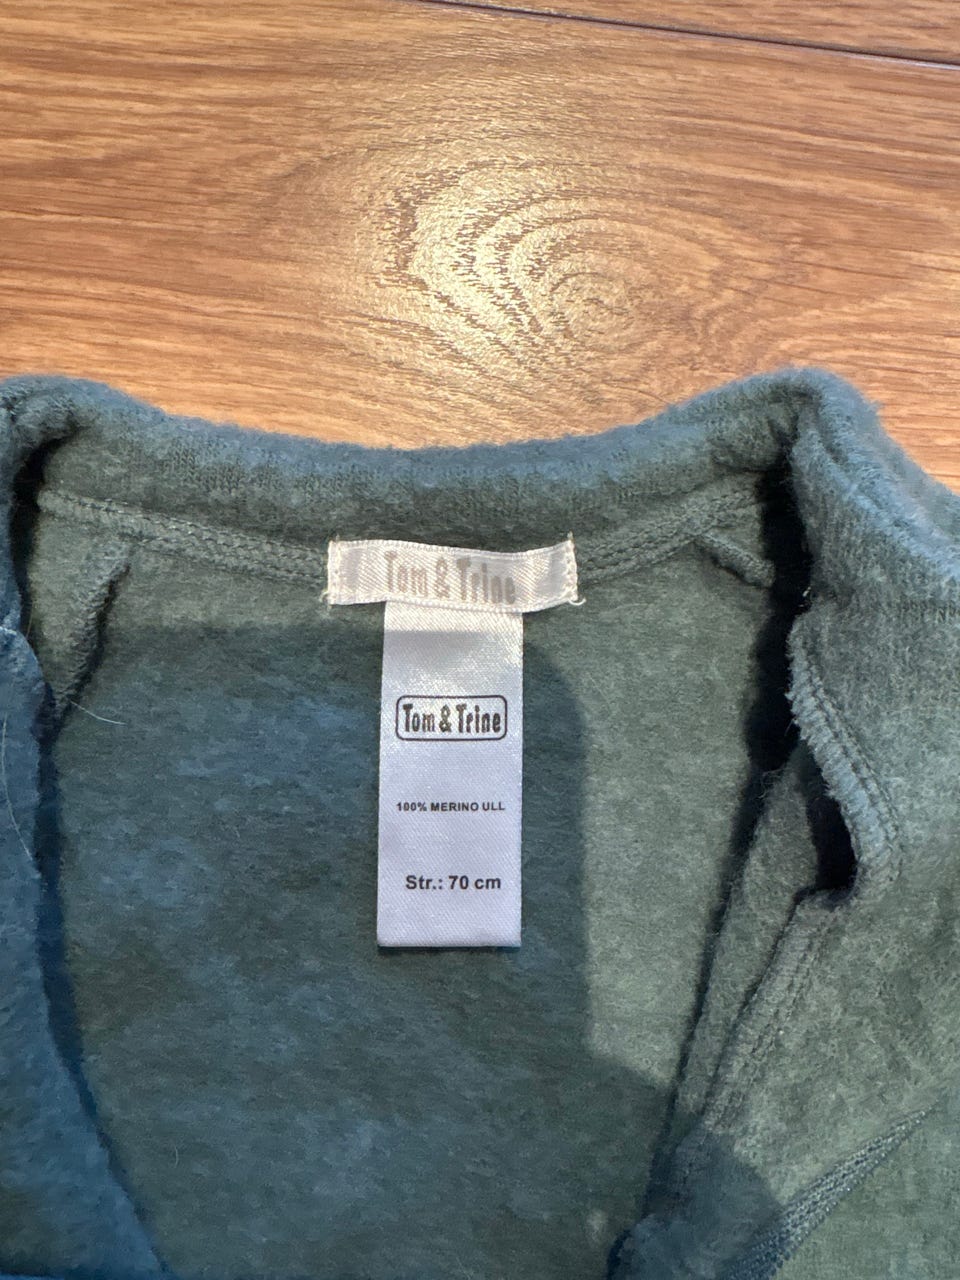 Tom & Trine
Tom & Trine
100% MERINO ULL
Str.: 70 cm